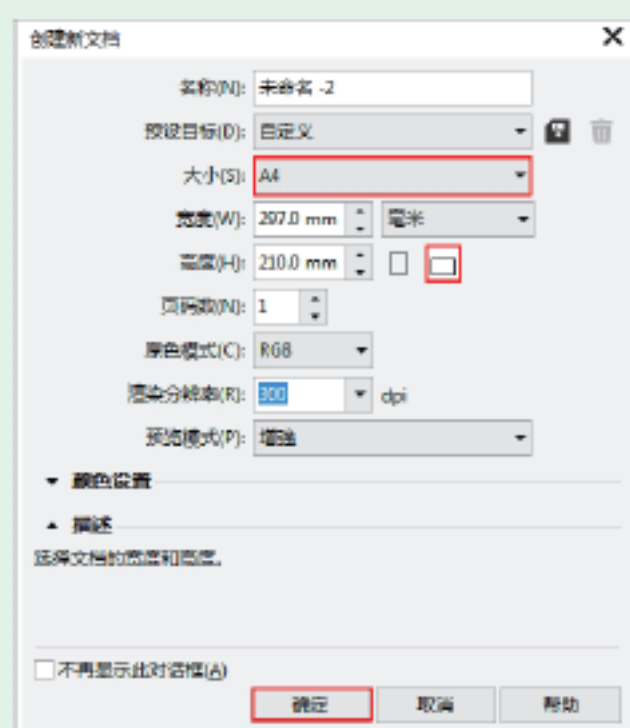 创建新文档
名称(N): 未命名 -2
预设目标(D): 自定义
大小(S): A4
宽度(W): 297.0 mm 毫米
高度(H): 210.0 mm
页码数(N): 1
原色模式(C): RGB
渲染分辨率(R): 300 dpi
预览模式(P): 增强
颜色设置
描述
选择文档的宽度和高度。
不再显示此对话框(A)
确定 取消 帮助